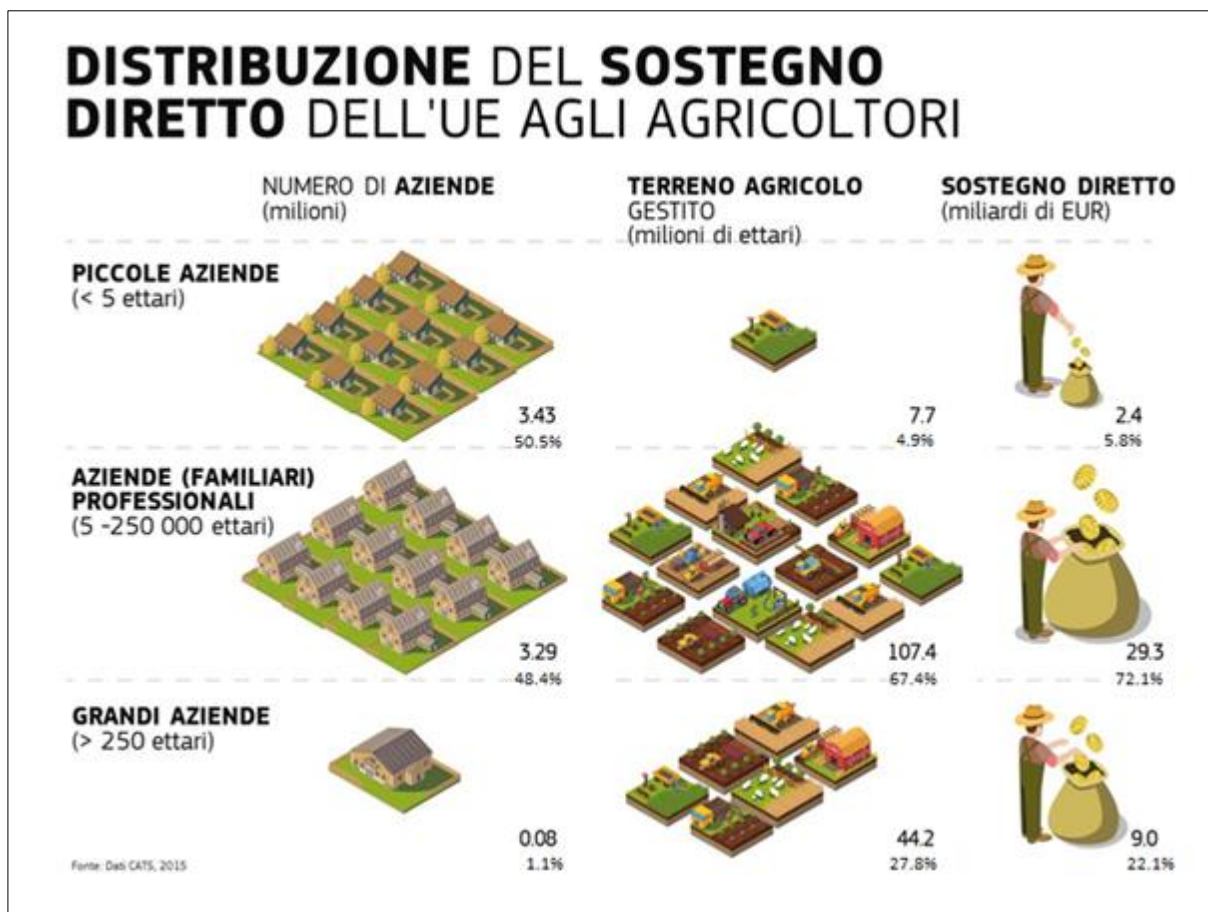 DISTRIBUZIONE DEL SOSTEGNO
DIRETTO DELL'UE AGLI AGRICOLTORI
NUMERO DI AZIENDE
(milioni)
TERRENO AGRICOLO
GESTITO
(milioni di ettari)
SOSTEGNO DIRETTO
(miliardi di EUR)
PICCOLE AZIENDE
(< 5 ettari)
3.43
50.5%
7.7
4.9%
2.4
5.8%
AZIENDE (FAMILIARI)
PROFESSIONALI
(5 -250 000 ettari)
3.29
48.4%
107.4
67.4%
29.3
72.1%
GRANDI AZIENDE
(> 250 ettari)
0.08
1.1%
44.2
27.8%
9.0
22.1%
Fonte: Dati CATS, 2015